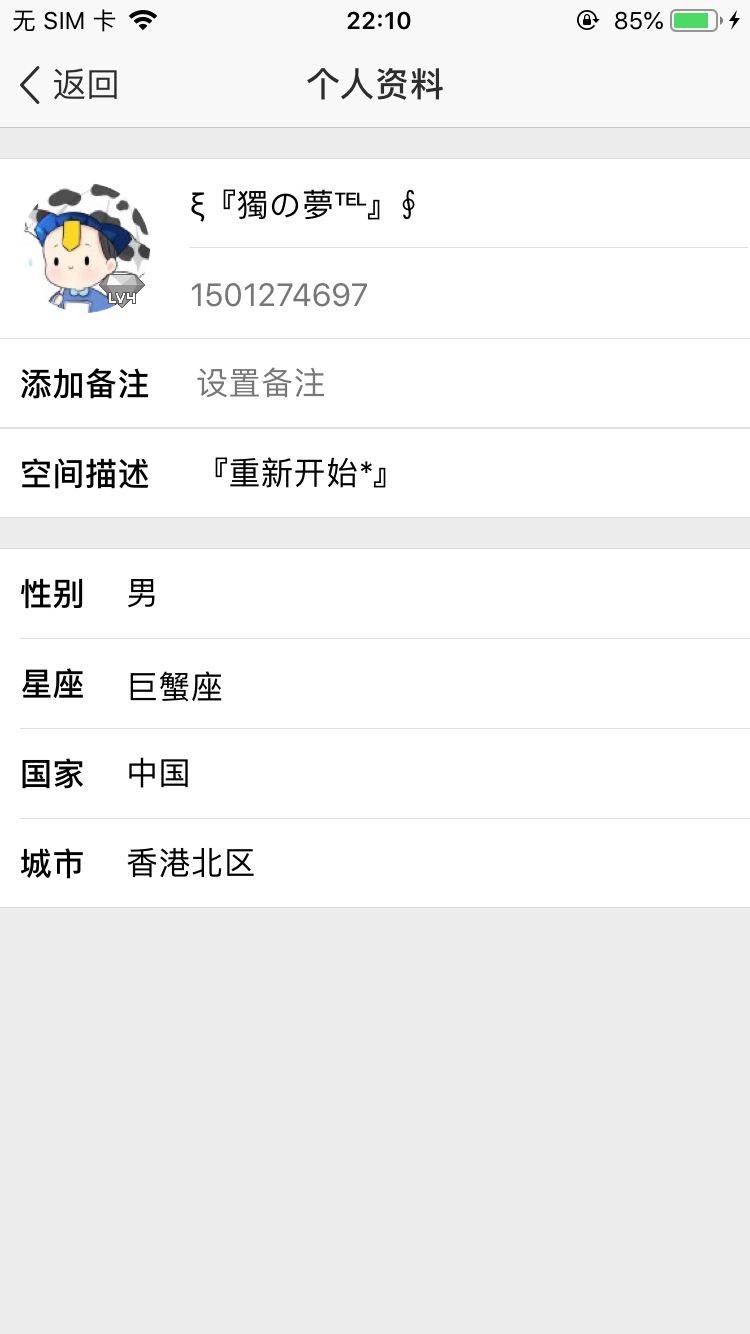 无 SIM 卡 22:10 85%
返回 个人资料
ξ『獨の夢℡』∮
LV4
1501274697
添加备注 设置备注
空间描述 『重新开始*』
性别 男
星座 巨蟹座
国家 中国
城市 香港北区